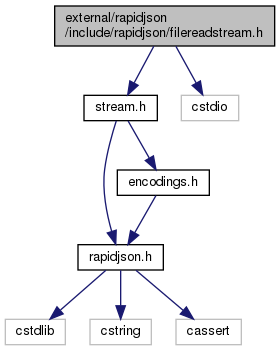 external/rapidjson
/include/rapidjson/filereadstream.h
stream.h
cstdio
encodings.h
rapidjson.h
cstdlib
cstring
cassert